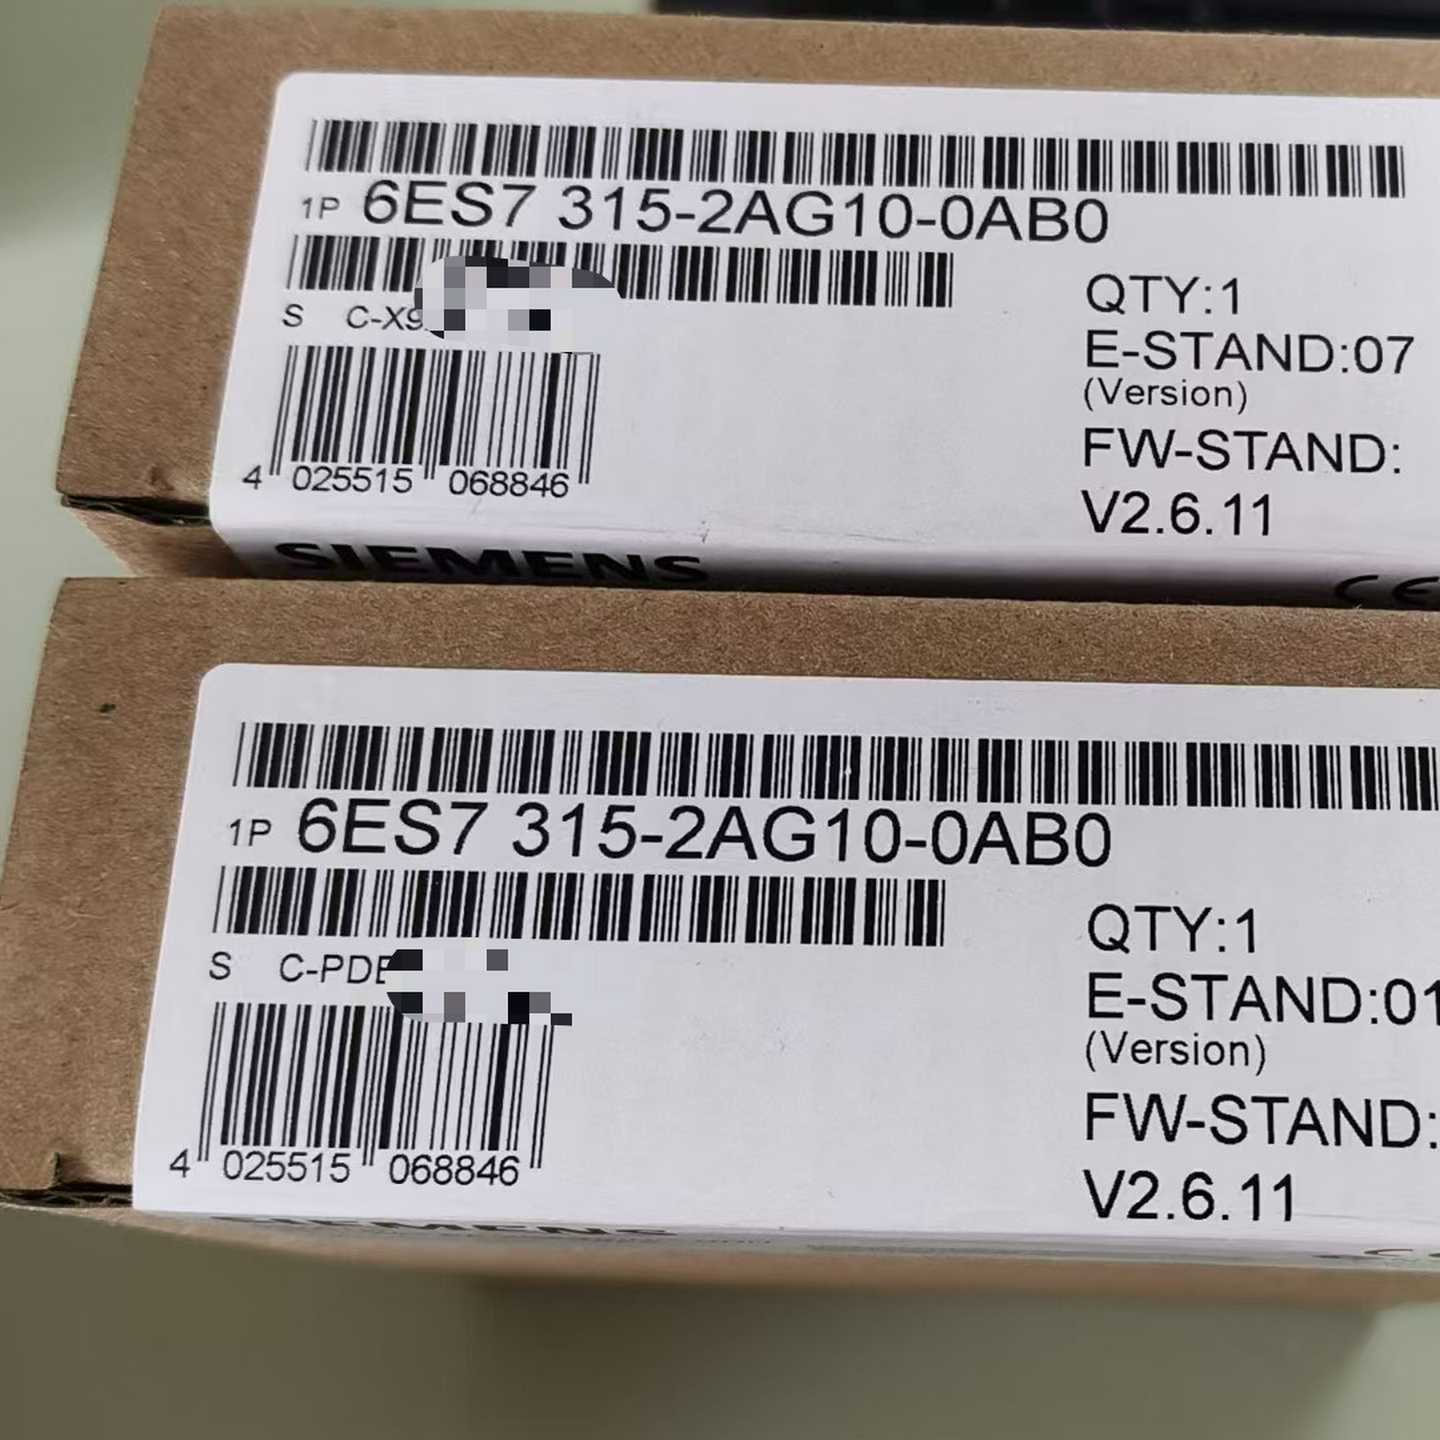 1P 6ES7 315-2AG10-0AB0
S C-X9
QTY:1
E-STAND:07
(Version)
FW-STAND:
V2.6.11
4 025515 068846
SIEMENS
CE
1P 6ES7 315-2AG10-0AB0
S C-PDE
QTY:1
E-STAND:01
(Version)
FW-STAND:
V2.6.11
4 025515 068846
SIEMENS